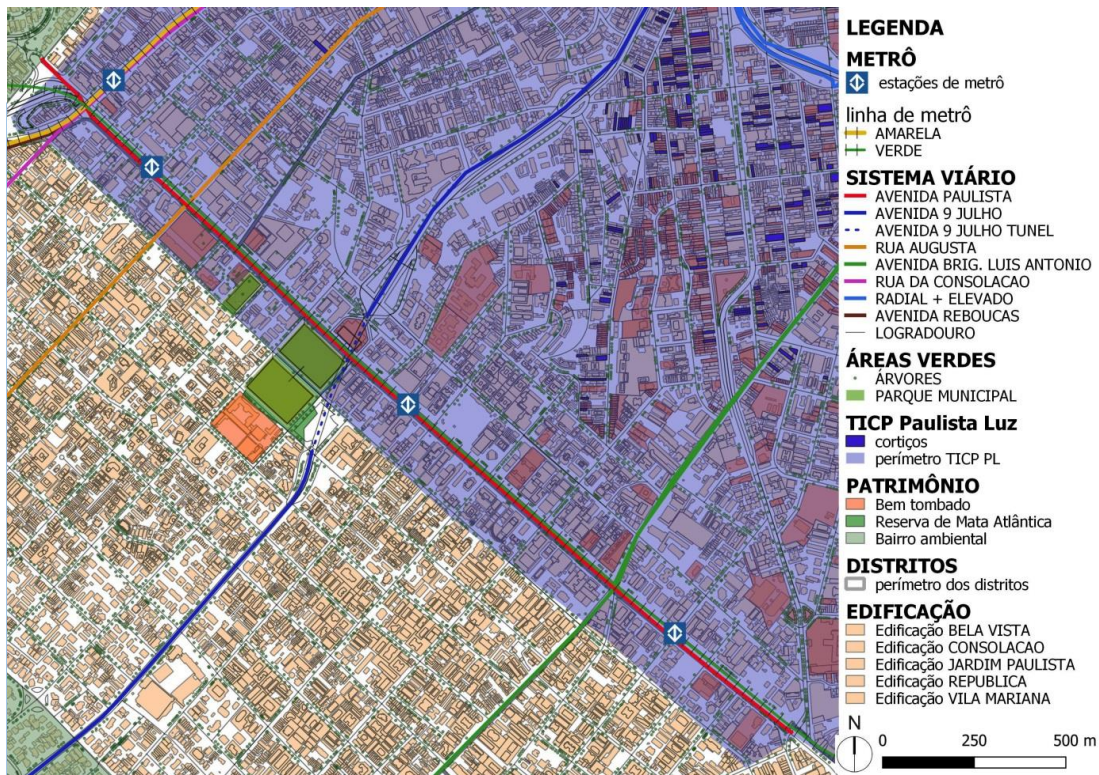 LEGENDA
METRÔ
estações de metrô
linha de metrô
AMARELA
VERDE
SISTEMA VIÁRIO
AVENIDA PAULISTA
AVENIDA 9 JULHO
AVENIDA 9 JULHO TUNEL
RUA AUGUSTA
AVENIDA BRIG. LUIS ANTONIO
RUA DA CONSOLACAO
RADIAL + ELEVADO
AVENIDA REBOUCAS
LOGRADOURO
ÁREAS VERDES
ÁRVORES
PARQUE MUNICIPAL
TICP Paulista Luz
cortiços
perímetro TICP PL
PATRIMÔNIO
Bem tombado
Reserva de Mata Atlântica
Bairro ambiental
DISTRITOS
perímetro dos distritos
EDIFICAÇÃO
Edificação BELA VISTA
Edificação CONSOLACAO
Edificação JARDIM PAULISTA
Edificação REPUBLICA
Edificação VILA MARIANA
N
0 250 500 m